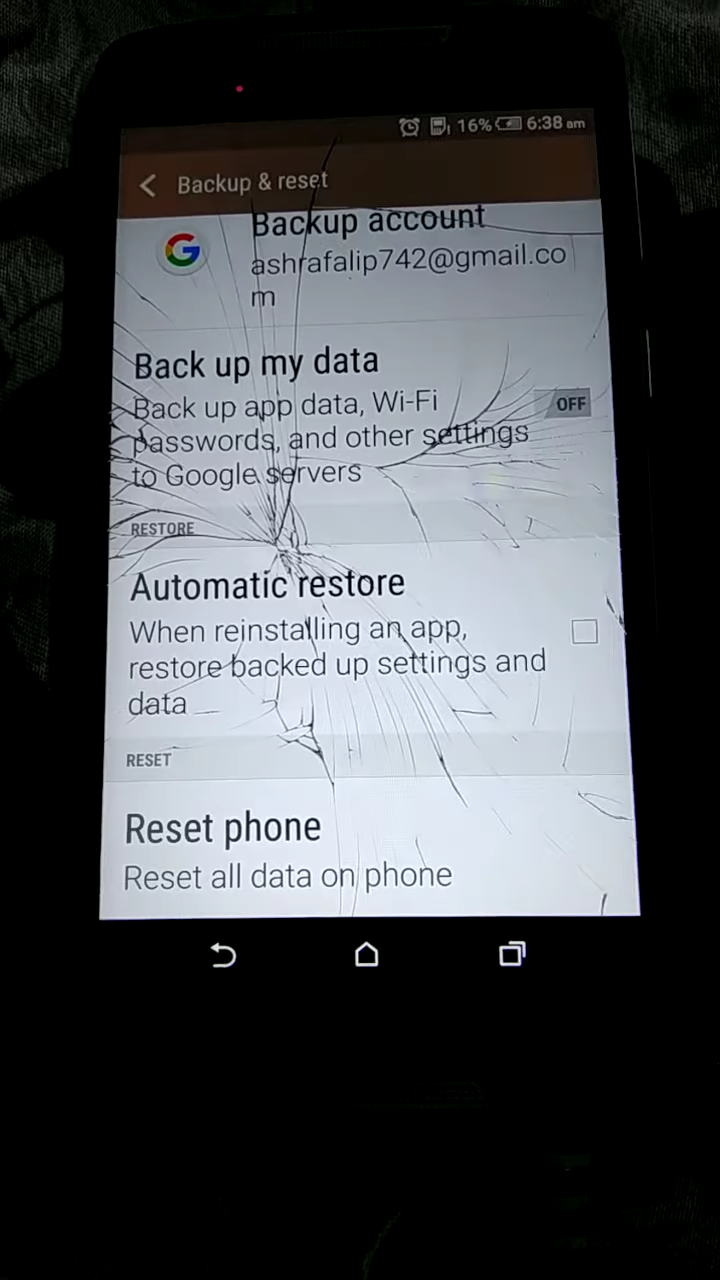 16% 6:38 am
Backup & reset
Backup account
ashrafalip742@gmail.co
m
Back up my data
Back up app data, Wi-Fi
passwords, and other settings
to Google servers
OFF
RESTORE
Automatic restore
When reinstalling an app,
restore backed up settings and
data
RESET
Reset phone
Reset all data on phone